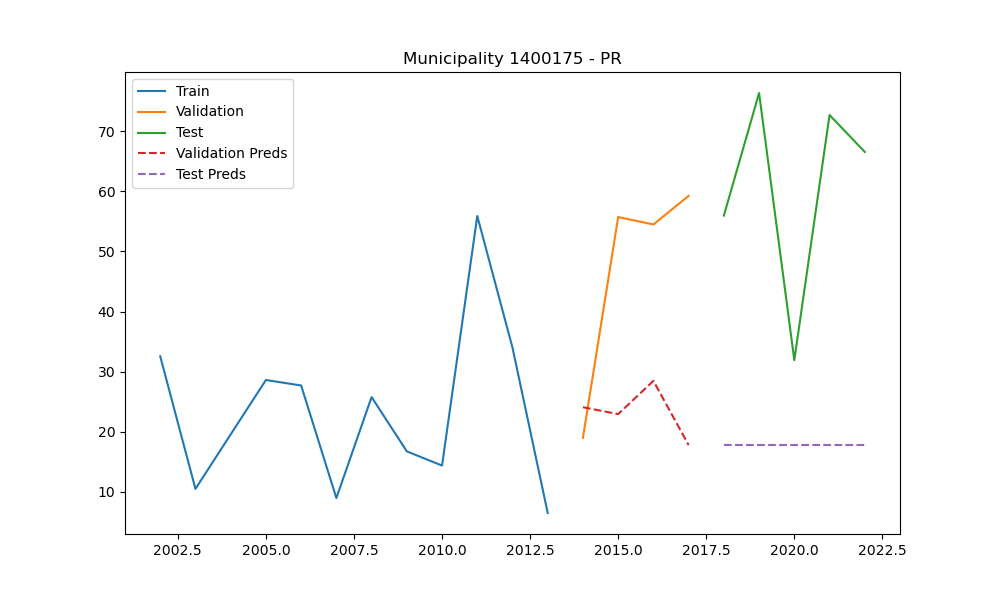 Municipality 1400175 - PR
Train
Validation
Test
Validation Preds
Test Preds
70
60
50
40
30
20
10
2002.5 2005.0 2007.5 2010.0 2012.5 2015.0 2017.5 2020.0 2022.5